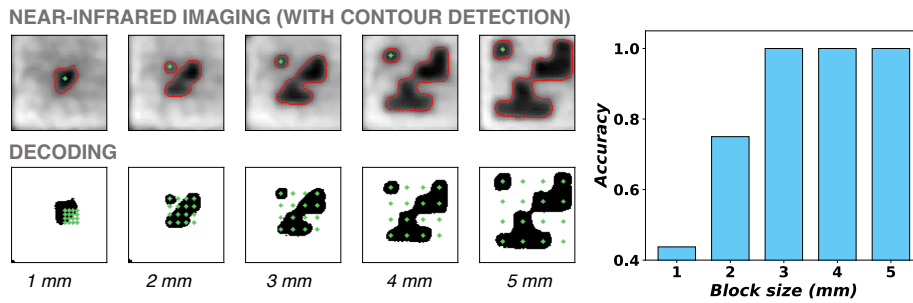 NEAR-INFRARED IMAGING (WITH CONTOUR DETECTION)
DECODING
1 mm
2 mm
3 mm
4 mm
5 mm
Accuracy
1.0
0.8
0.6
0.4
1
2
3
4
5
Block size (mm)